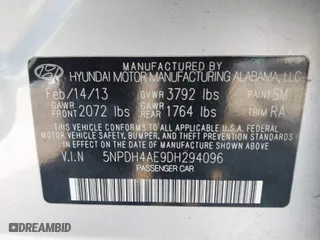 MANUFACTURED BY
HYUNDAI MOTOR MANUFACTURING ALABAMA, LLC
Feb/14/13 GVWR 3792 lbs PAINT SM
GAWR FRONT 2072 lbs GAWR REAR 1764 lbs TRIM RA
THIS VEHICLE CONFORMS TO ALL APPLICABLE FEDERAL MOTOR VEHICLE SAFETY, BUMPER, AND THEFT PREVENTION STANDARDS IN EFFECT ON THE DATE OF MANUFACTURE SHOWN ABOVE.
V.I.N 5NPDH4AE9DH294096
PASSENGER CAR
© DIDBID.COM